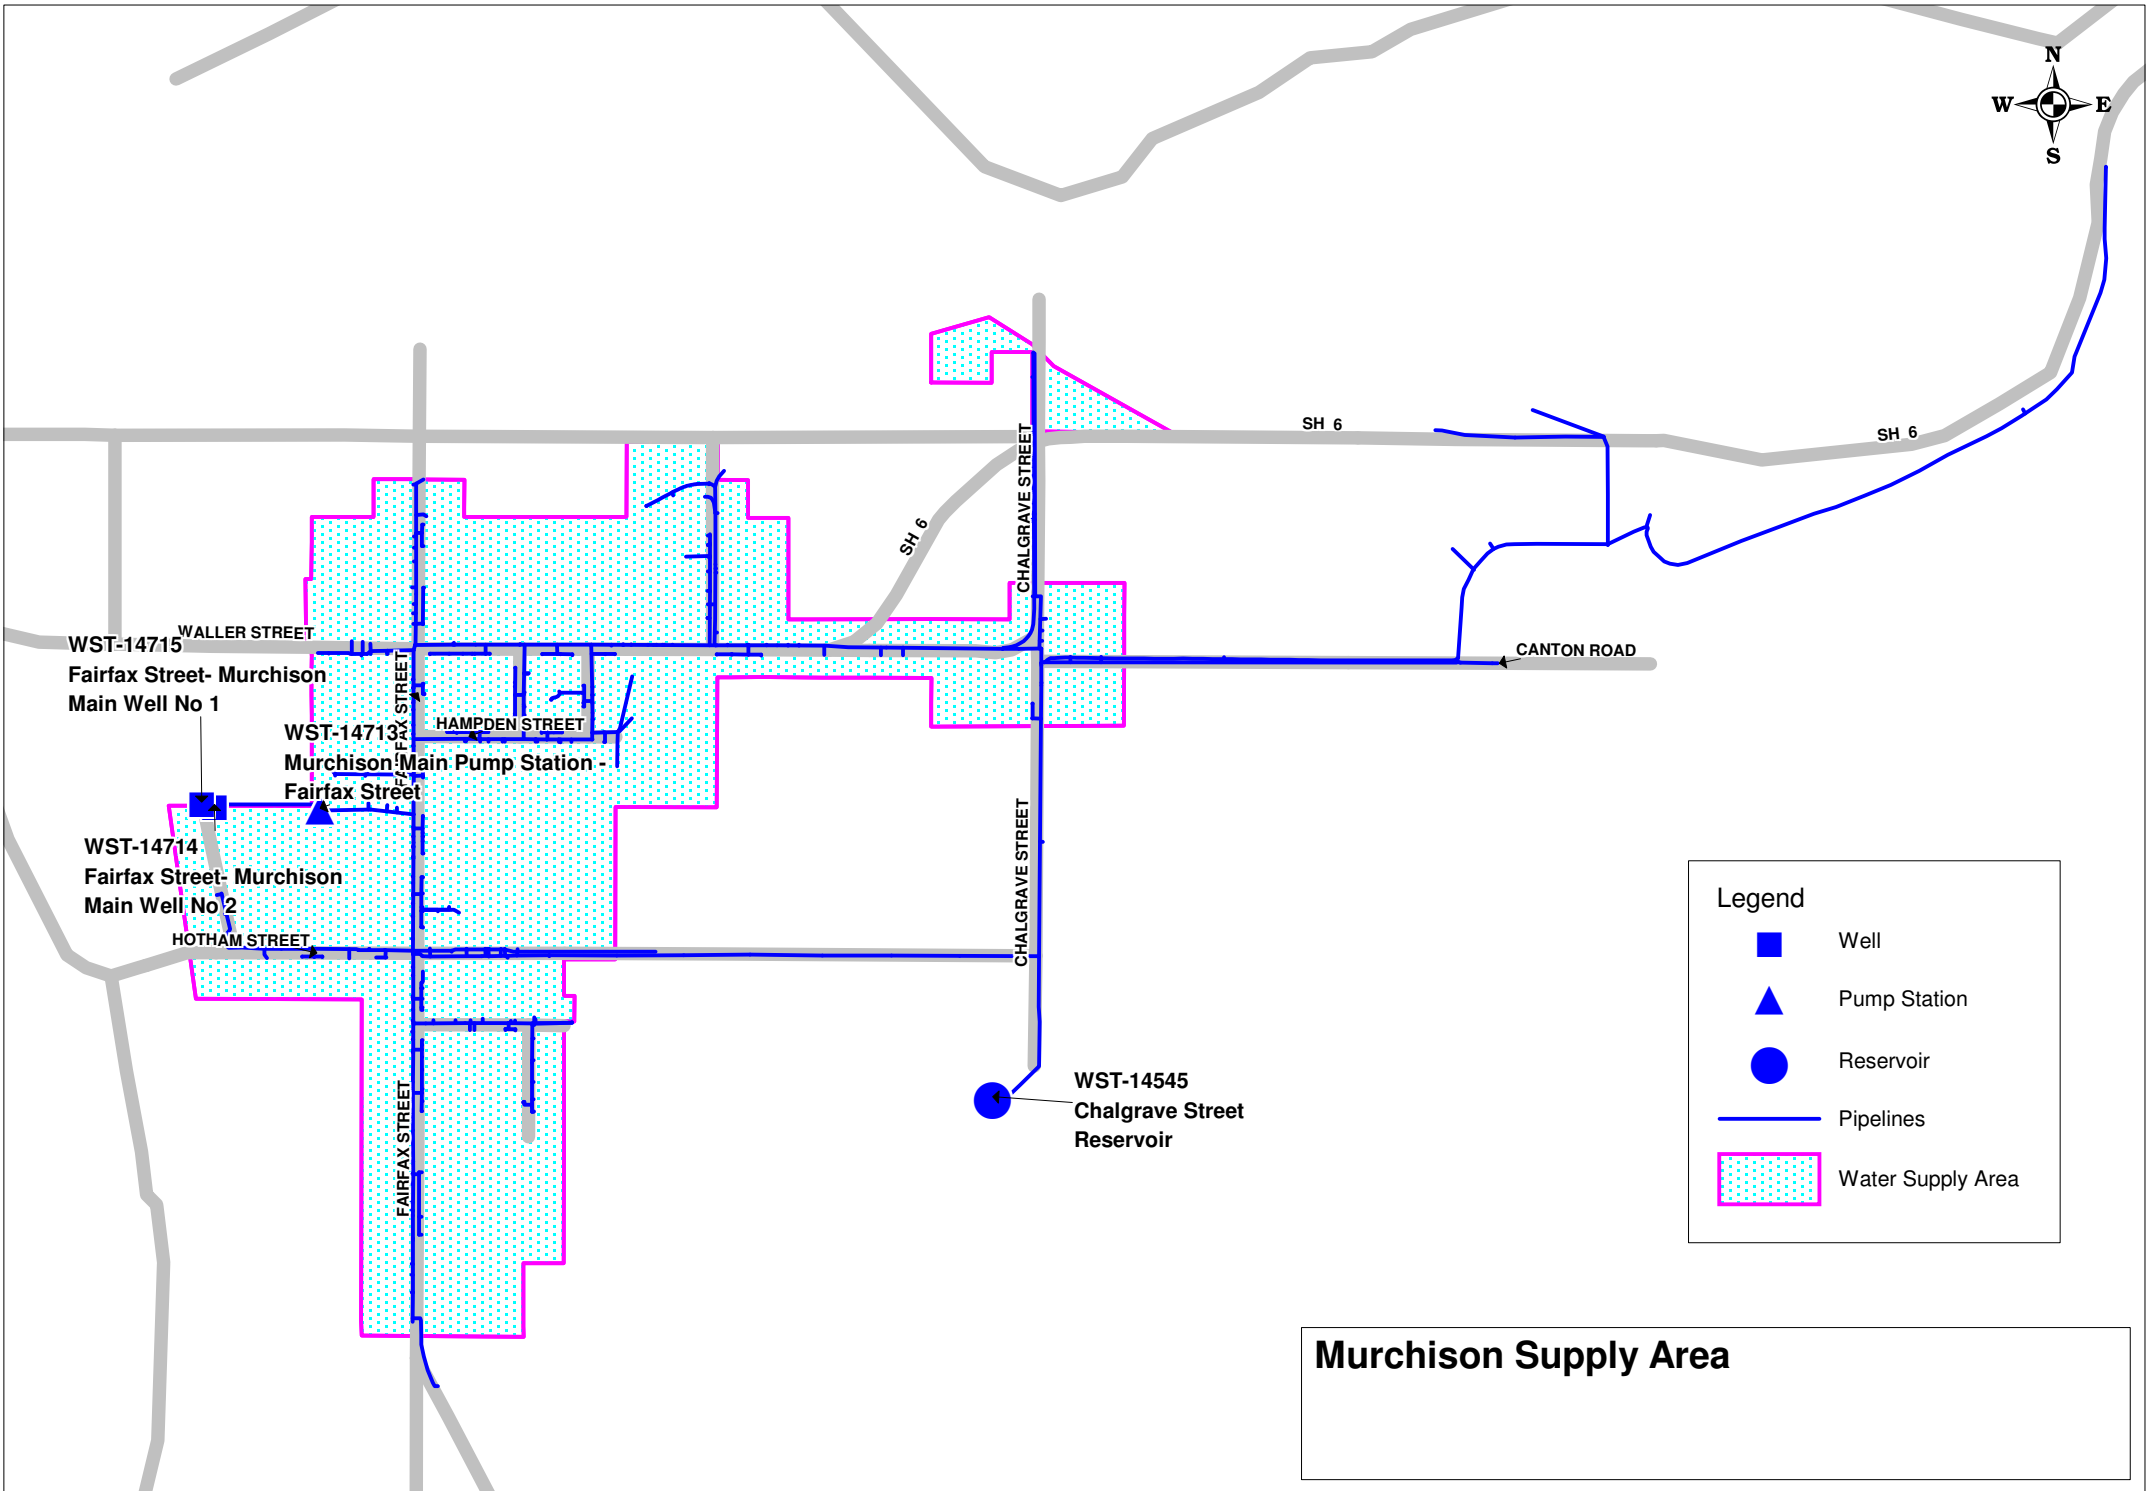 N
W E
S
SH 6
SH 6
SH 6
CHALGRAVE STREET
WALLER STREET
WST-14715
Fairfax Street- Murchison
Main Well No 1
FAIRFAX STREET
CANTON ROAD
HAMPDEN STREET
WST-14713
Murchison Main Pump Station -
Fairfax Street
WST-14714
Fairfax Street- Murchison
Main Well No 2
HOTHAM STREET
CHALGRAVE STREET
FAIRFAX STREET
WST-14545
Chalgrave Street
Reservoir
Legend
Well
Pump Station
Reservoir
Pipelines
Water Supply Area
Murchison Supply Area